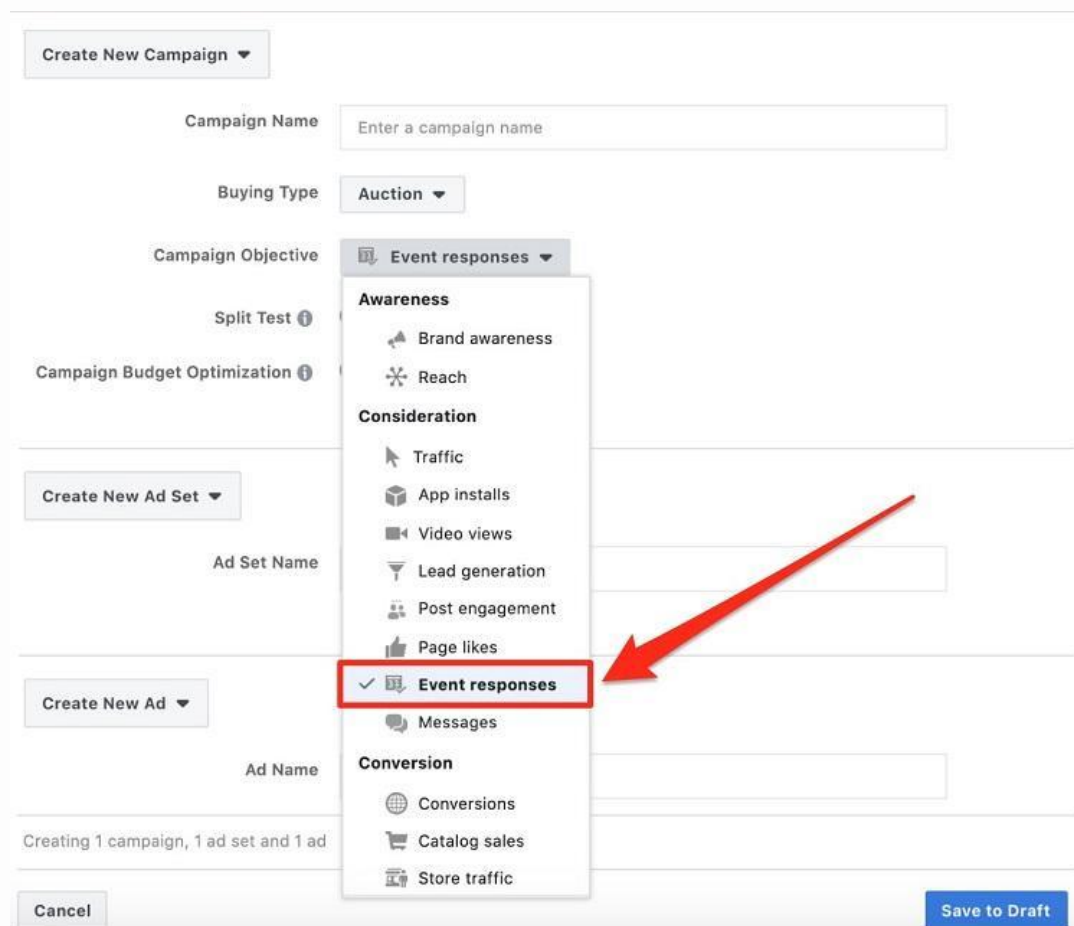 Create New Campaign
Campaign Name
Enter a campaign name
Buying Type
Auction
Campaign Objective
Event responses
Split Test
Campaign Budget Optimization
Awareness
Brand awareness
Reach
Consideration
Traffic
App installs
Video views
Lead generation
Post engagement
Page likes
Event responses
Messages
Conversion
Conversions
Catalog sales
Store traffic
Create New Ad Set
Ad Set Name
Create New Ad
Ad Name
Creating 1 campaign, 1 ad set and 1 ad
Cancel
Save to Draft